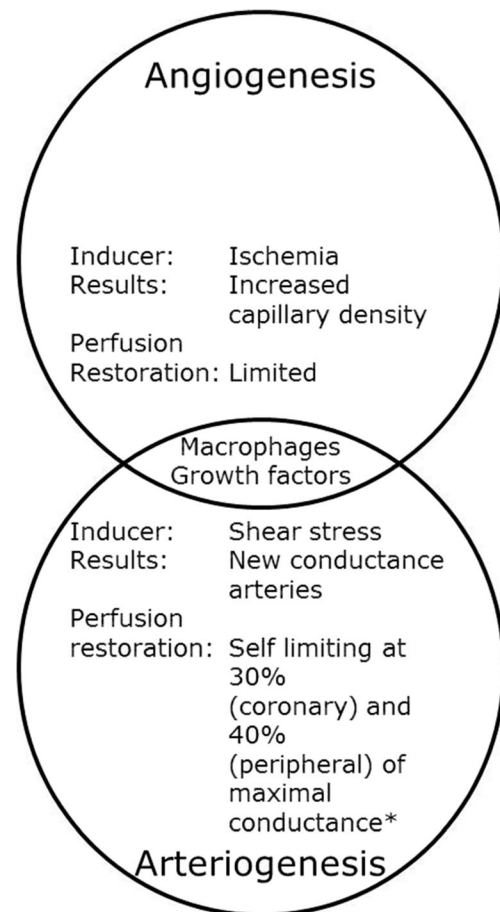 Angiogenesis
Inducer: Ischemia
Results: Increased
capillary density
Perfusion
Restoration: Limited
Macrophages
Growth factors
Inducer: Shear stress
Results: New conductance
arteries
Perfusion
restoration: Self limiting at
30%
(coronary) and
40%
(peripheral) of
maximal
conductance*
Arteriogenesis